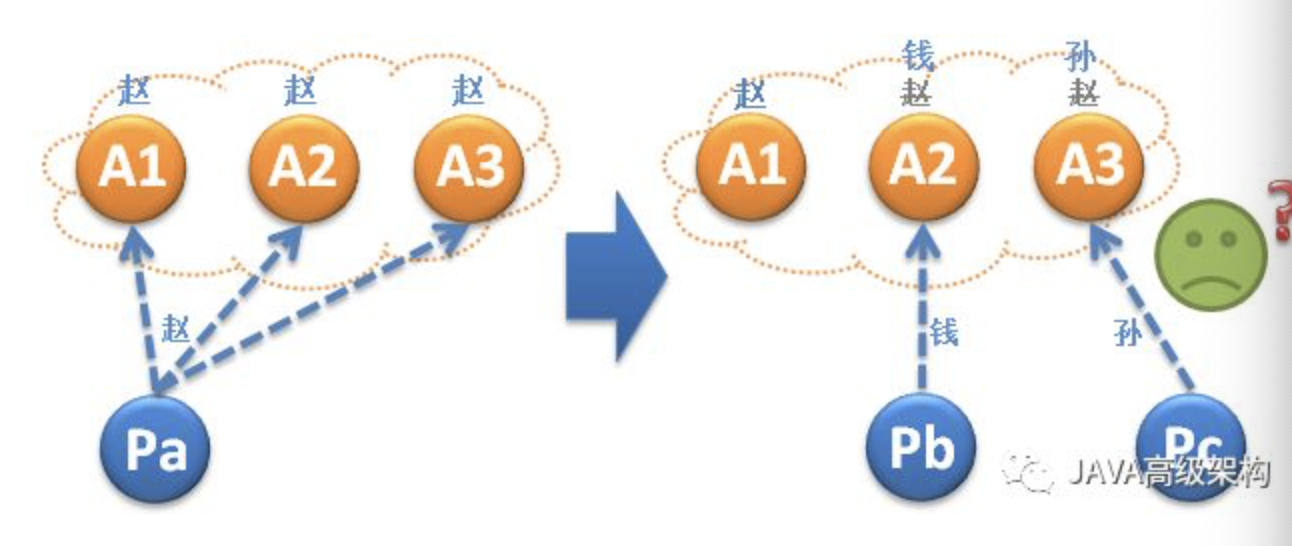 赵 赵 赵
A1 A2 A3
赵
Pa
钱 孙
赵 赵 赵
A1 A2 A3
?
钱 孙
Pb Pc
JAVA高级架构